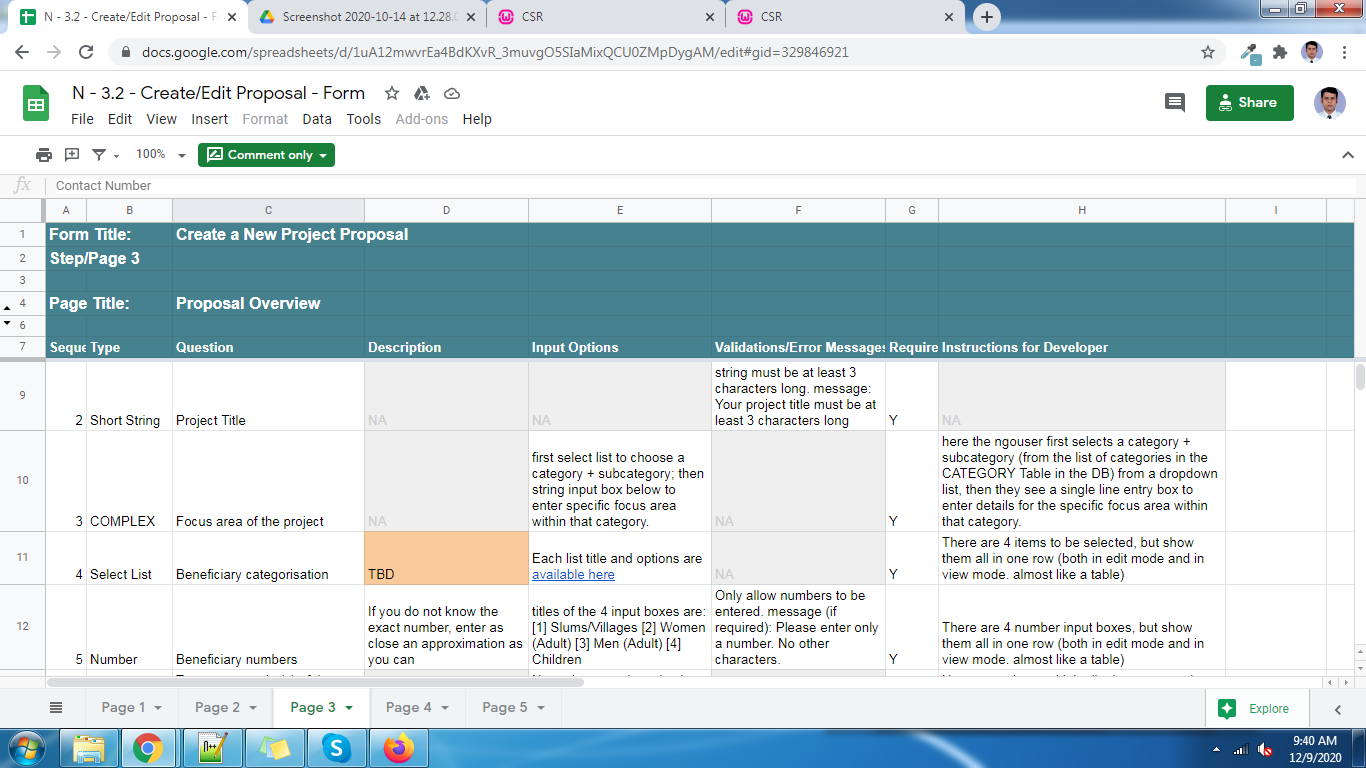 N - 3.2 - Create/Edit Proposal - F
Screenshot 2020-10-14 at 12.28.
CSR
CSR
docs.google.com/spreadsheets/d/1uA12mwvrEa4BdKXvR_3muvgO5SIaMixQCU0ZMpDygAM/edit#gid=329846921
N - 3.2 - Create/Edit Proposal - Form
File Edit View Insert Format Data Tools Add-ons Help
Share
100%
Comment only
fx
Contact Number
A B C D E F G H I
1 Form Title: Create a New Project Proposal
2 Step/Page 3
3
4 Page Title: Proposal Overview
6
7 Seque Type Question Description Input Options Validations/Error Messages Require Instructions for Developer
string must be at least 3
9
characters long. message:
Your project title must be at
2 Short String Project Title NA NA least 3 characters long Y NA
here the ngouser first selects a category +
first select list to choose a subcategory (from the list of categories in the
10
category + subcategory; then CATEGORY Table in the DB) from a dropdown
string input box below to list, then they see a single line entry box to
enter specific focus area enter details for the specific focus area within
3 COMPLEX Focus area of the project NA within that category. NA Y that category.
There are 4 items to be selected, but show
11
Each list title and options are them all in one row (both in edit mode and in
4 Select List Beneficiary categorisation TBD available here NA Y view mode. almost like a table)
Only allow numbers to be
If you do not know the titles of the 4 input boxes are: entered. message (if
12
exact number, enter as [1] Slums/Villages [2] Women required): Please enter only There are 4 number input boxes, but show
close an approximation as (Adult) [3] Men (Adult) [4] a number. No other them all in one row (both in edit mode and in
5 Number Beneficiary numbers you can Children characters. Y view mode. almost like a table)
Page 1 Page 2 Page 3 Page 4 Page 5
Explore
N++
S
9:40 AM
12/9/2020